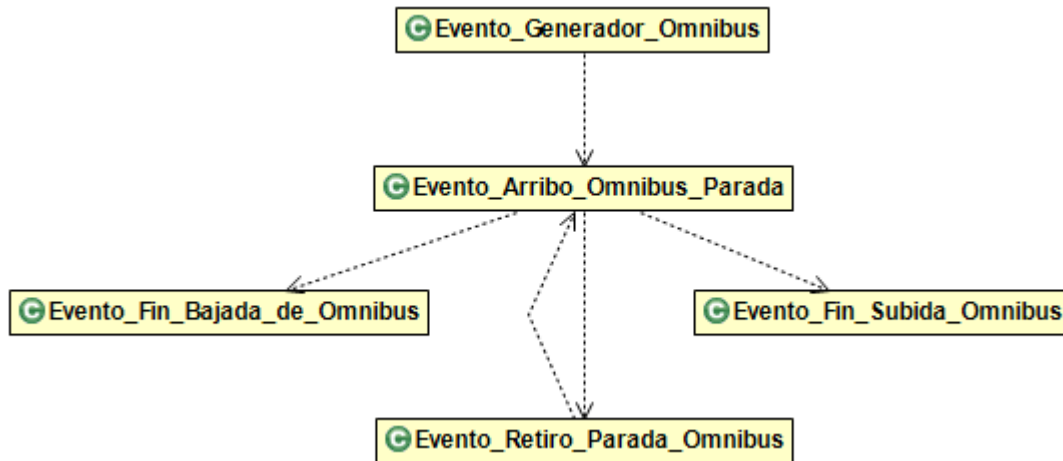 C Evento_Generador_Omnibus
C Evento_Arribo_Omnibus_Parada
C Evento_Fin_Bajada_de_Omnibus
C Evento_Fin_Subida_Omnibus
C Evento_Retiro_Parada_Omnibus